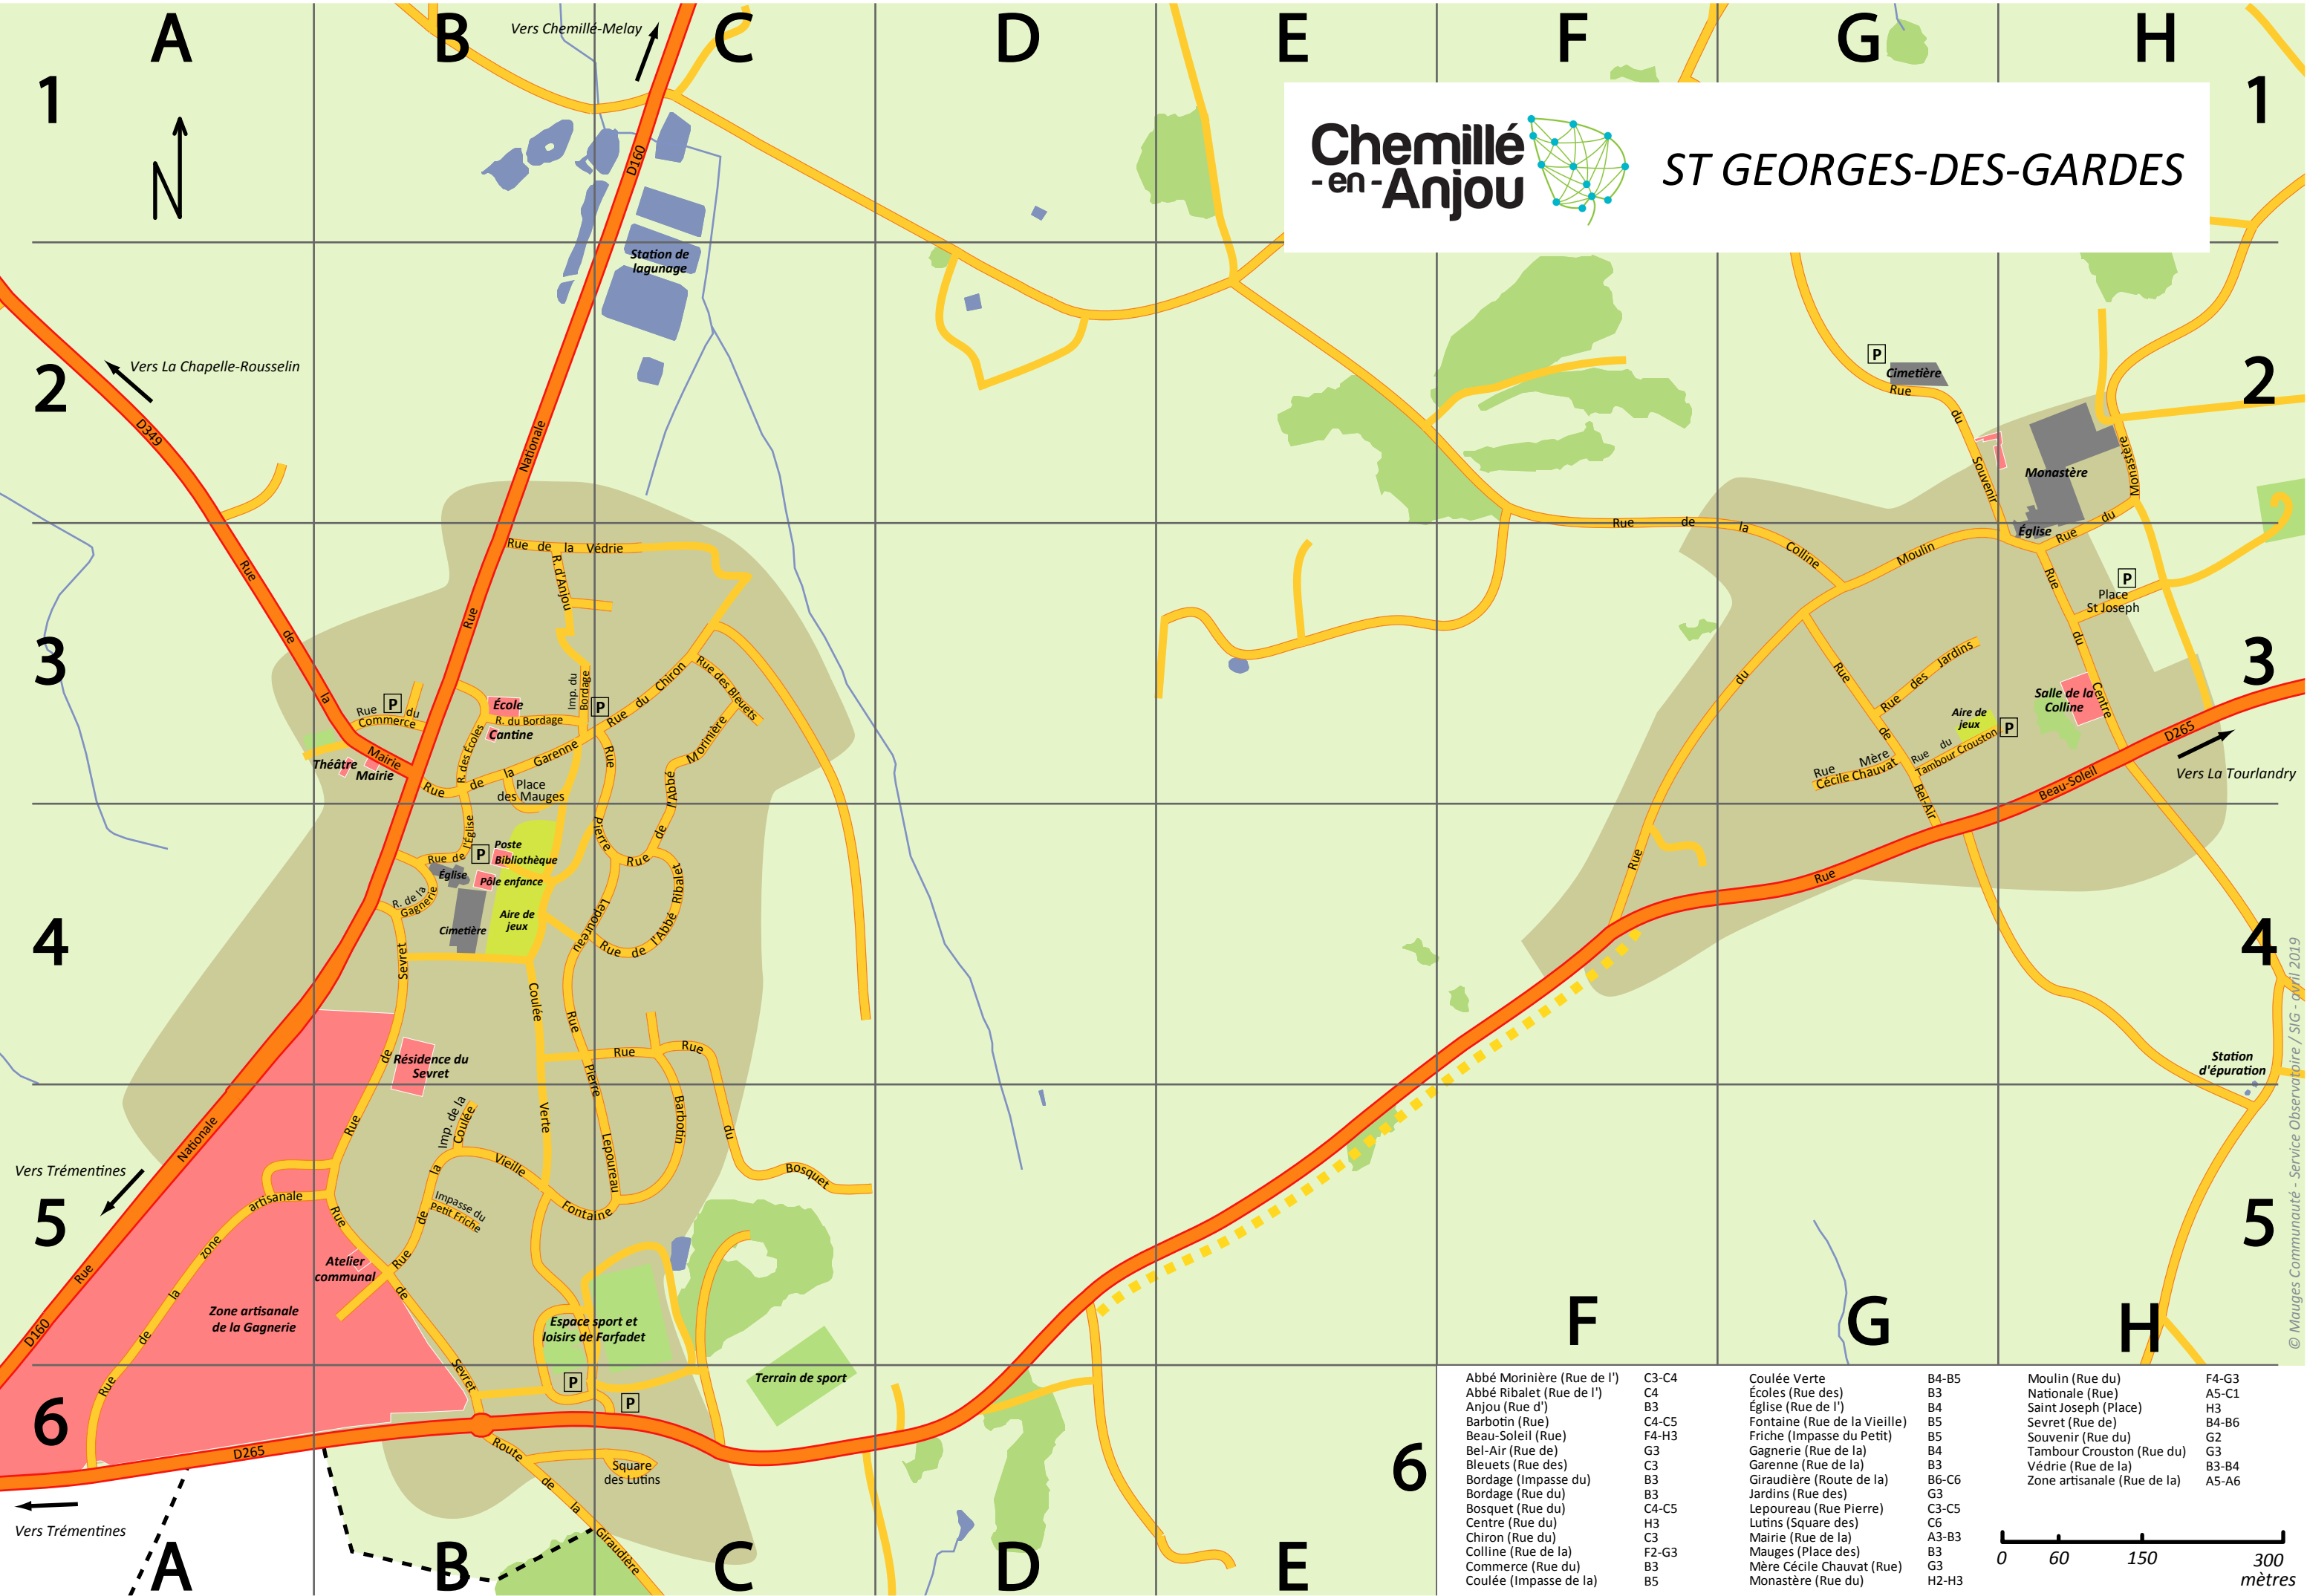 A B C D E F G H
1 1
2 2
3 3
4 4
5 5
6 6
F G H
A B C D E
N
Chemillé
- en -
Anjou
ST GEORGES-DES-GARDES
Vers Chemillé-Melay
D160
Station de
lagunage
Vers La Chapelle-Rousselin
D349
Rue Nationale
Rue de la Mairie
Rue de la Védrie
R. d'Anjou
Imp. du
Bordage
P
École
R. du Bordage
Cantine
R. des Écoles
Rue du
Commerce
P
Théâtre
Mairie
Rue de la Garenne
Place
des Mauges
Rue du Chiron
Rue des Bleuets
Rue de l'Abbé Morinière
Rue Pierre Lepoureau
Rue de l'Église
P
Poste
Bibliothèque
Église
Pôle enfance
R. de la
Gagnerie
Aire de
jeux
Cimetière
Rue de l'Abbé Ribalet
Rue de Sevret
Coulée Verte
Résidence du
Sevret
Rue Pierre Lepoureau
Rue Barbotin
Rue du Bosquet
Imp. de la
Coulée
Rue de la Vieille Fontaine
Impasse du
Petit Friche
Atelier
communal
Rue de Sevret
Rue de la zone artisanale
Zone artisanale
de la Gagnerie
Rue Nationale
D160
Vers Trémentines
Espace sport et
loisirs de Farfadet
P
P
Terrain de sport
D265
Vers Trémentines
Route de la Giraudière
Square
des Lutins
P
Cimetière
Rue du Souvenir
Monastère
Église
Rue du Monastère
Rue de la Colline
Rue du Moulin
P
Place
St Joseph
Rue du Centre
Salle de la
Colline
Rue des Jardins
Aire de
jeux
P
Rue Mère
Cécile Chauvat
Rue du
Tambour Crouston
Rue de Bel-Air
Rue Beau-Soleil
D265
Vers La Tourlandry
Station
d'épuration
© Mauges Communauté - Service Observatoire / SIG - avril 2019
Abbé Morinière (Rue de l') C3-C4
Abbé Ribalet (Rue de l') C4
Anjou (Rue d') B3
Barbotin (Rue) C4-C5
Beau-Soleil (Rue) F4-H3
Bel-Air (Rue de) G3
Bleuets (Rue des) C3
Bordage (Impasse du) B3
Bordage (Rue du) B3
Bosquet (Rue du) C4-C5
Centre (Rue du) H3
Chiron (Rue du) C3
Colline (Rue de la) F2-G3
Commerce (Rue du) B3
Coulée (Impasse de la) B5
Coulée Verte B4-B5
Écoles (Rue des) B3
Église (Rue de l') B4
Fontaine (Rue de la Vieille) B5
Friche (Impasse du Petit) B5
Gagnerie (Rue de la) B4
Garenne (Rue de la) B3
Giraudière (Route de la) B6-C6
Jardins (Rue des) G3
Lepoureau (Rue Pierre) C3-C5
Lutins (Square des) C6
Mairie (Rue de la) A3-B3
Mauges (Place des) B3
Mère Cécile Chauvat (Rue) G3
Monastère (Rue du) H2-H3
Moulin (Rue du) F4-G3
Nationale (Rue) A5-C1
Saint Joseph (Place) H3
Sevret (Rue de) B4-B6
Souvenir (Rue du) G2
Tambour Crouston (Rue du) G3
Védrie (Rue de la) B3-B4
Zone artisanale (Rue de la) A5-A6
0 60 150 300
mètres